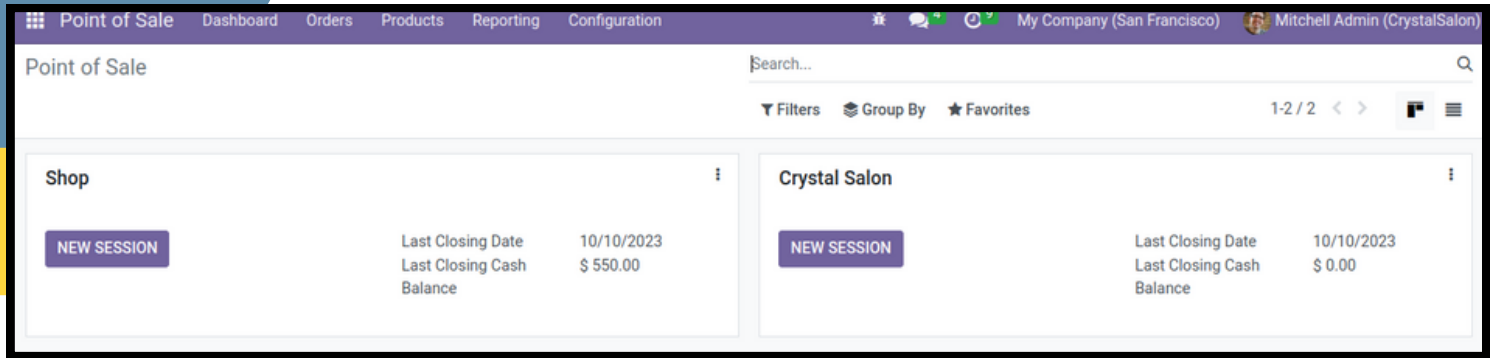 Point of Sale Dashboard Orders Products Reporting Configuration 4 9 My Company (San Francisco) Mitchell Admin (CrystalSalon)
Point of Sale Search...
Filters Group By Favorites 1-2 / 2
Shop
NEW SESSION
Last Closing Date 10/10/2023
Last Closing Cash $ 550.00
Balance
Crystal Salon
NEW SESSION
Last Closing Date 10/10/2023
Last Closing Cash $ 0.00
Balance